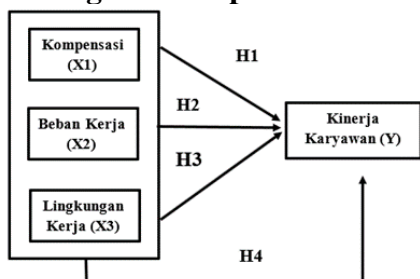 Kompensasi
(X1)
H1
H2
Beban Kerja
(X2)
Kinerja
Karyawan (Y)
H3
Lingkungan
Kerja (X3)
H4